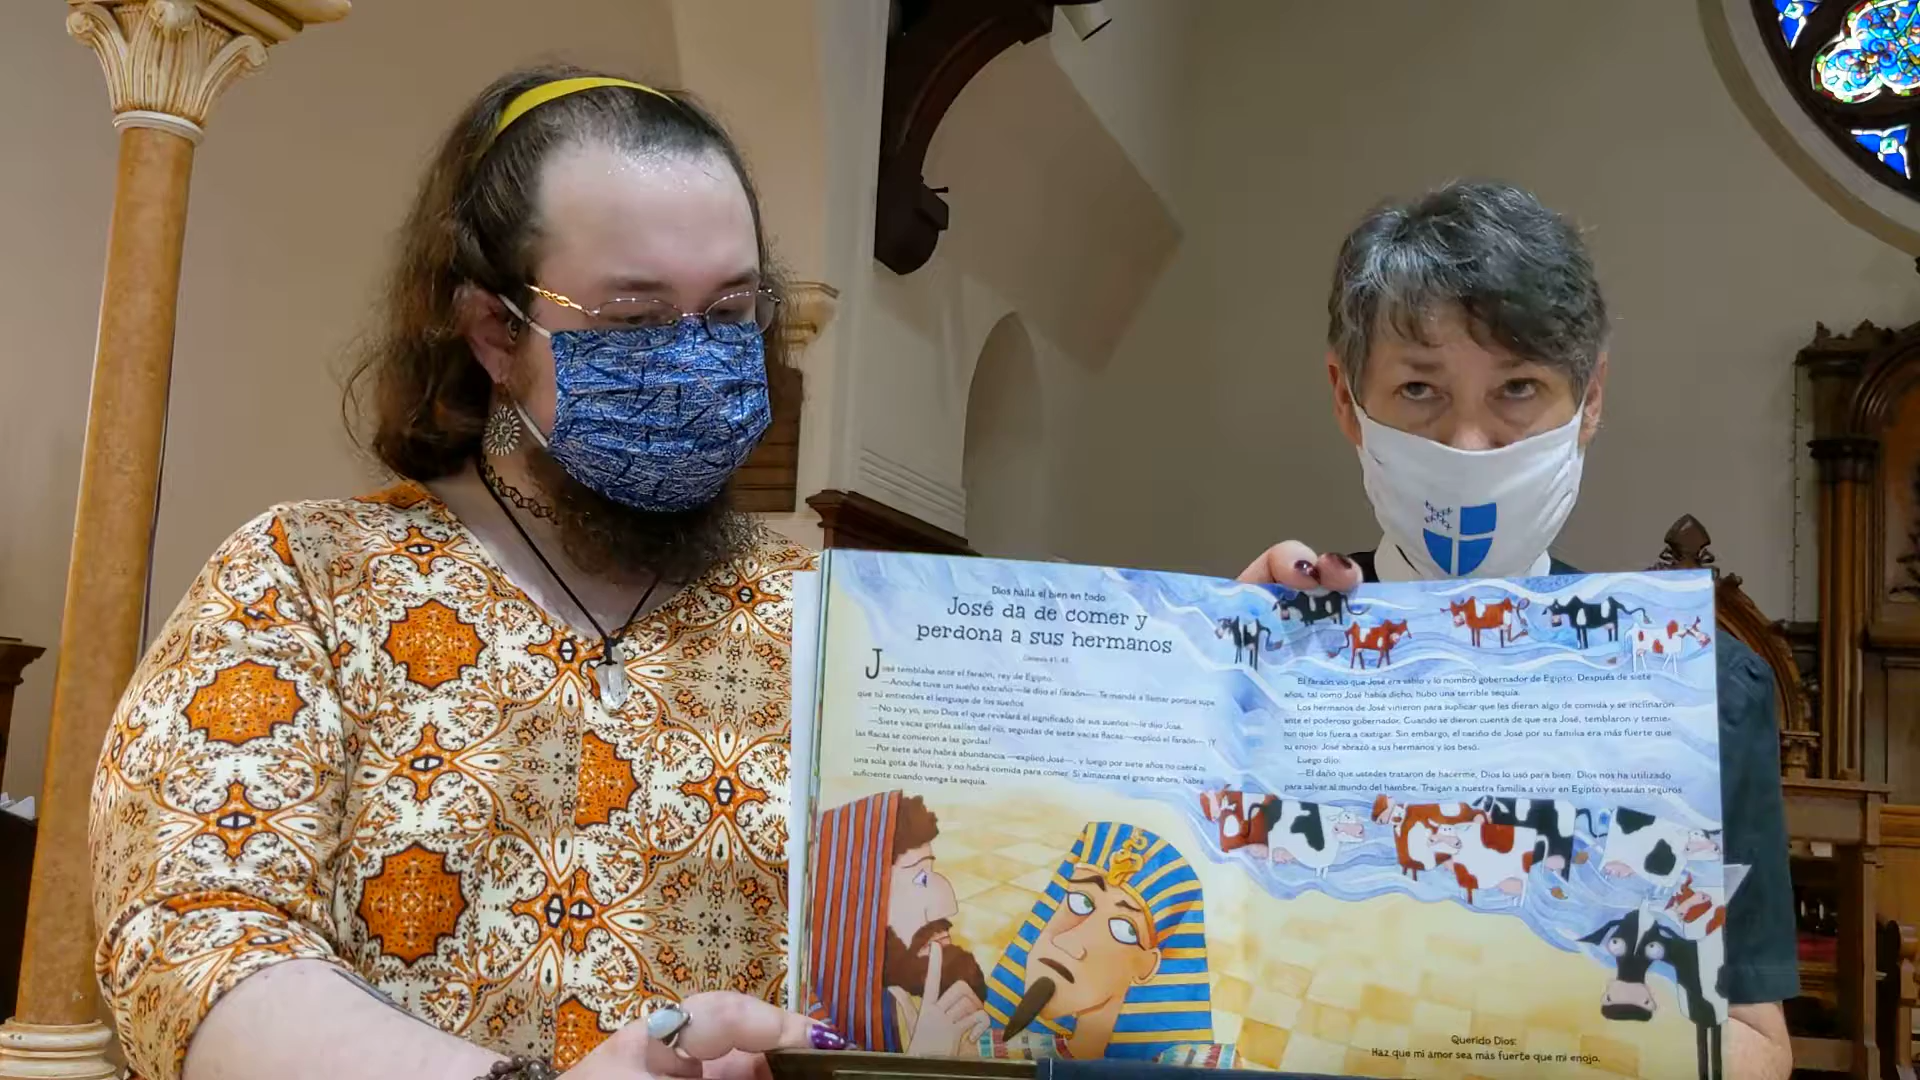 Dios halla el bien en todo
José da de comer y
perdona a sus hermanos
Génesis 41; 45
José temblaba ante el faraón, rey de Egipto.
—Anoche tuve un sueño extraño —le dijo el faraón—. Te mandé a llamar porque supe
que tú entiendes el lenguaje de los sueños.
—No soy yo, sino Dios el que revelará el significado de sus sueños —le dijo José.
—Siete vacas gordas salían del río, seguidas de siete vacas flacas —explicó el faraón—. ¡Y
las flacas se comieron a las gordas!
—Por siete años habrá abundancia —explicó José—, y luego por siete años no caerá ni
una sola gota de lluvia, y no habrá comida para comer. Si almacena el grano ahora, habrá
suficiente cuando venga la sequía.
El faraón vio que José era sabio y lo nombró gobernador de Egipto. Después de siete
años, tal como José había dicho, hubo una terrible sequía.
Los hermanos de José vinieron para suplicar que les dieran algo de comida y se inclinaron
ante el poderoso gobernador. Cuando se dieron cuenta de que era José, temblaron y temie-
ron que los fuera a castigar. Sin embargo, el cariño de José por su familia era más fuerte que
su enojo. José abrazó a sus hermanos y los besó.
Luego dijo:
—El daño que ustedes trataron de hacerme, Dios lo usó para bien. Dios nos ha utilizado
para salvar al mundo del hambre. Traigan a nuestra familia a vivir en Egipto y estarán seguros
Querido Dios:
Haz que mi amor sea más fuerte que mi enojo.